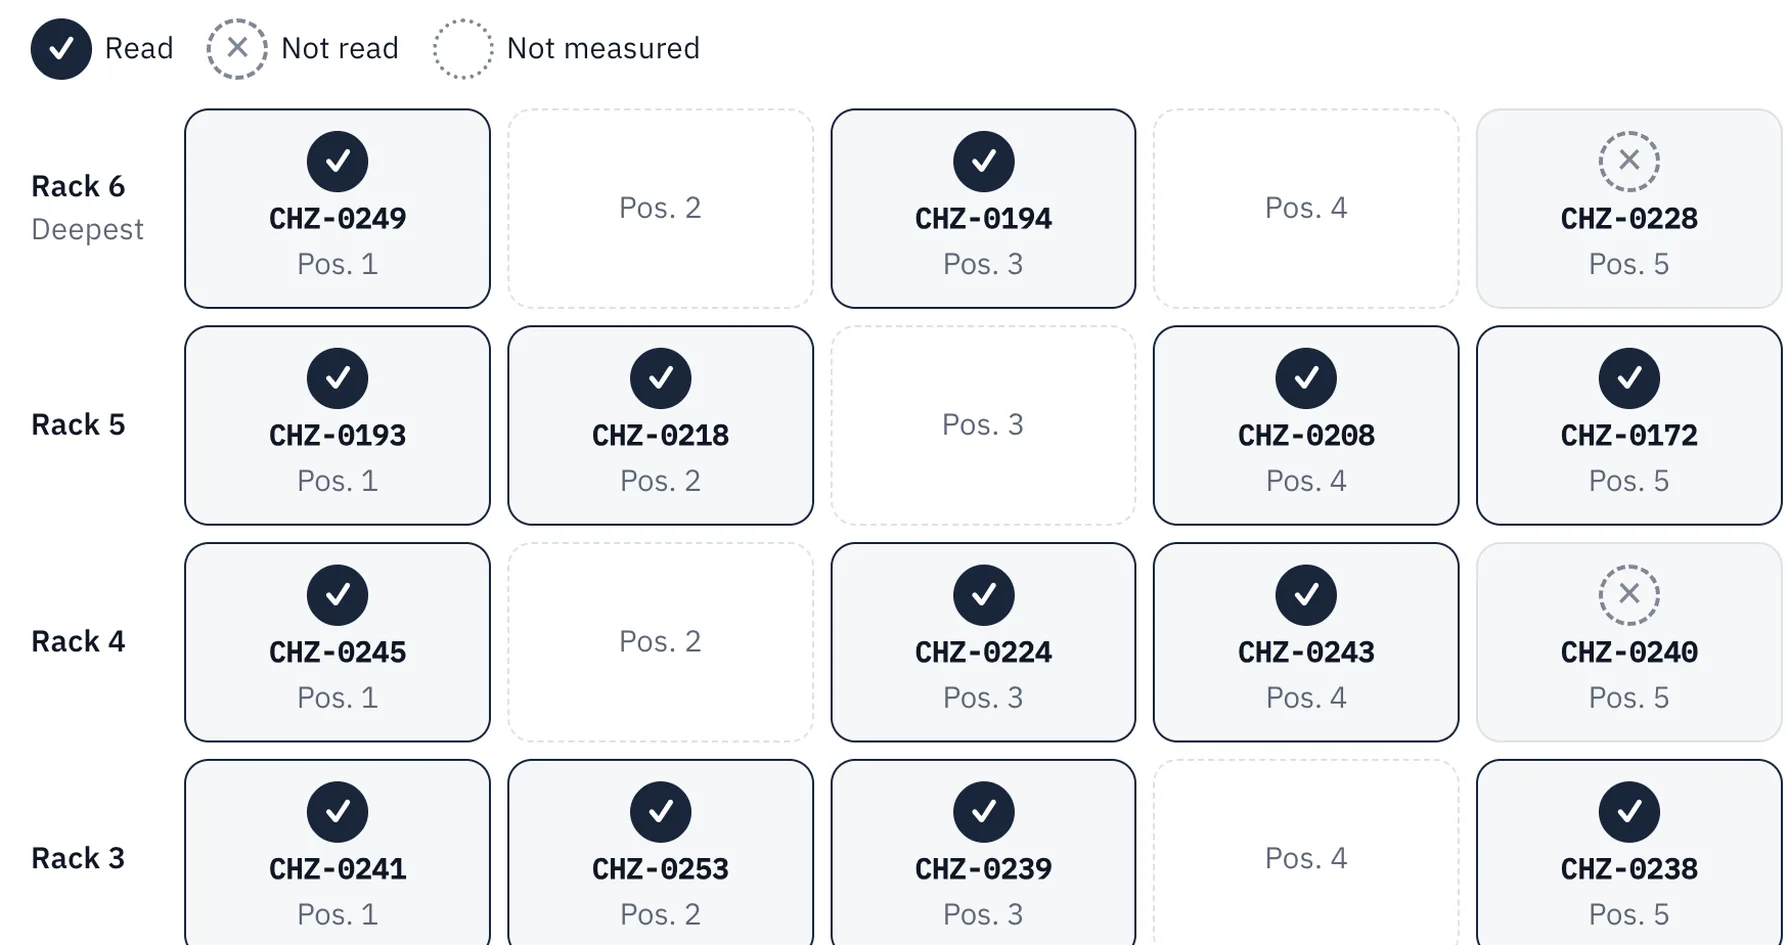 Read Not read Not measured
Rack 6
Deepest
CHZ-0249
Pos. 1
Pos. 2
CHZ-0194
Pos. 3
Pos. 4
CHZ-0228
Pos. 5
Rack 5
CHZ-0193
Pos. 1
CHZ-0218
Pos. 2
Pos. 3
CHZ-0208
Pos. 4
CHZ-0172
Pos. 5
Rack 4
CHZ-0245
Pos. 1
Pos. 2
CHZ-0224
Pos. 3
CHZ-0243
Pos. 4
CHZ-0240
Pos. 5
Rack 3
CHZ-0241
Pos. 1
CHZ-0253
Pos. 2
CHZ-0239
Pos. 3
Pos. 4
CHZ-0238
Pos. 5